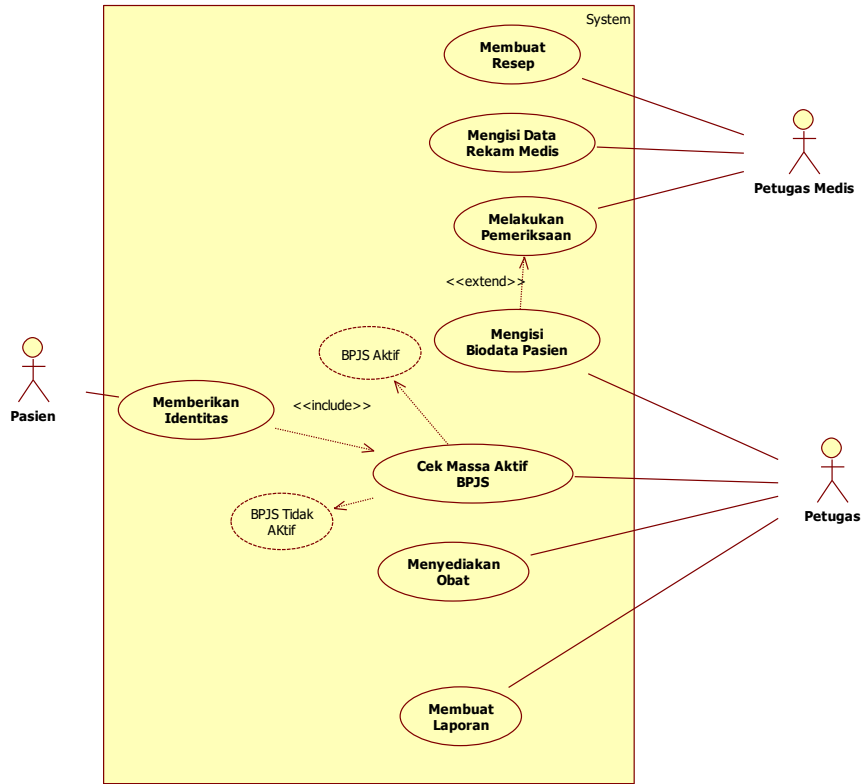 System
Membuat
Resep
Mengisi Data
Rekam Medis
Petugas Medis
Melakukan
Pemeriksaan
<<extend>>
Mengisi
Biodata Pasien
BPJS Aktif
Pasien
Memberikan
Identitas
<<include>>
Cek Massa Aktif
BPJS
BPJS Tidak
AKtif
Petugas
Menyediakan
Obat
Membuat
Laporan